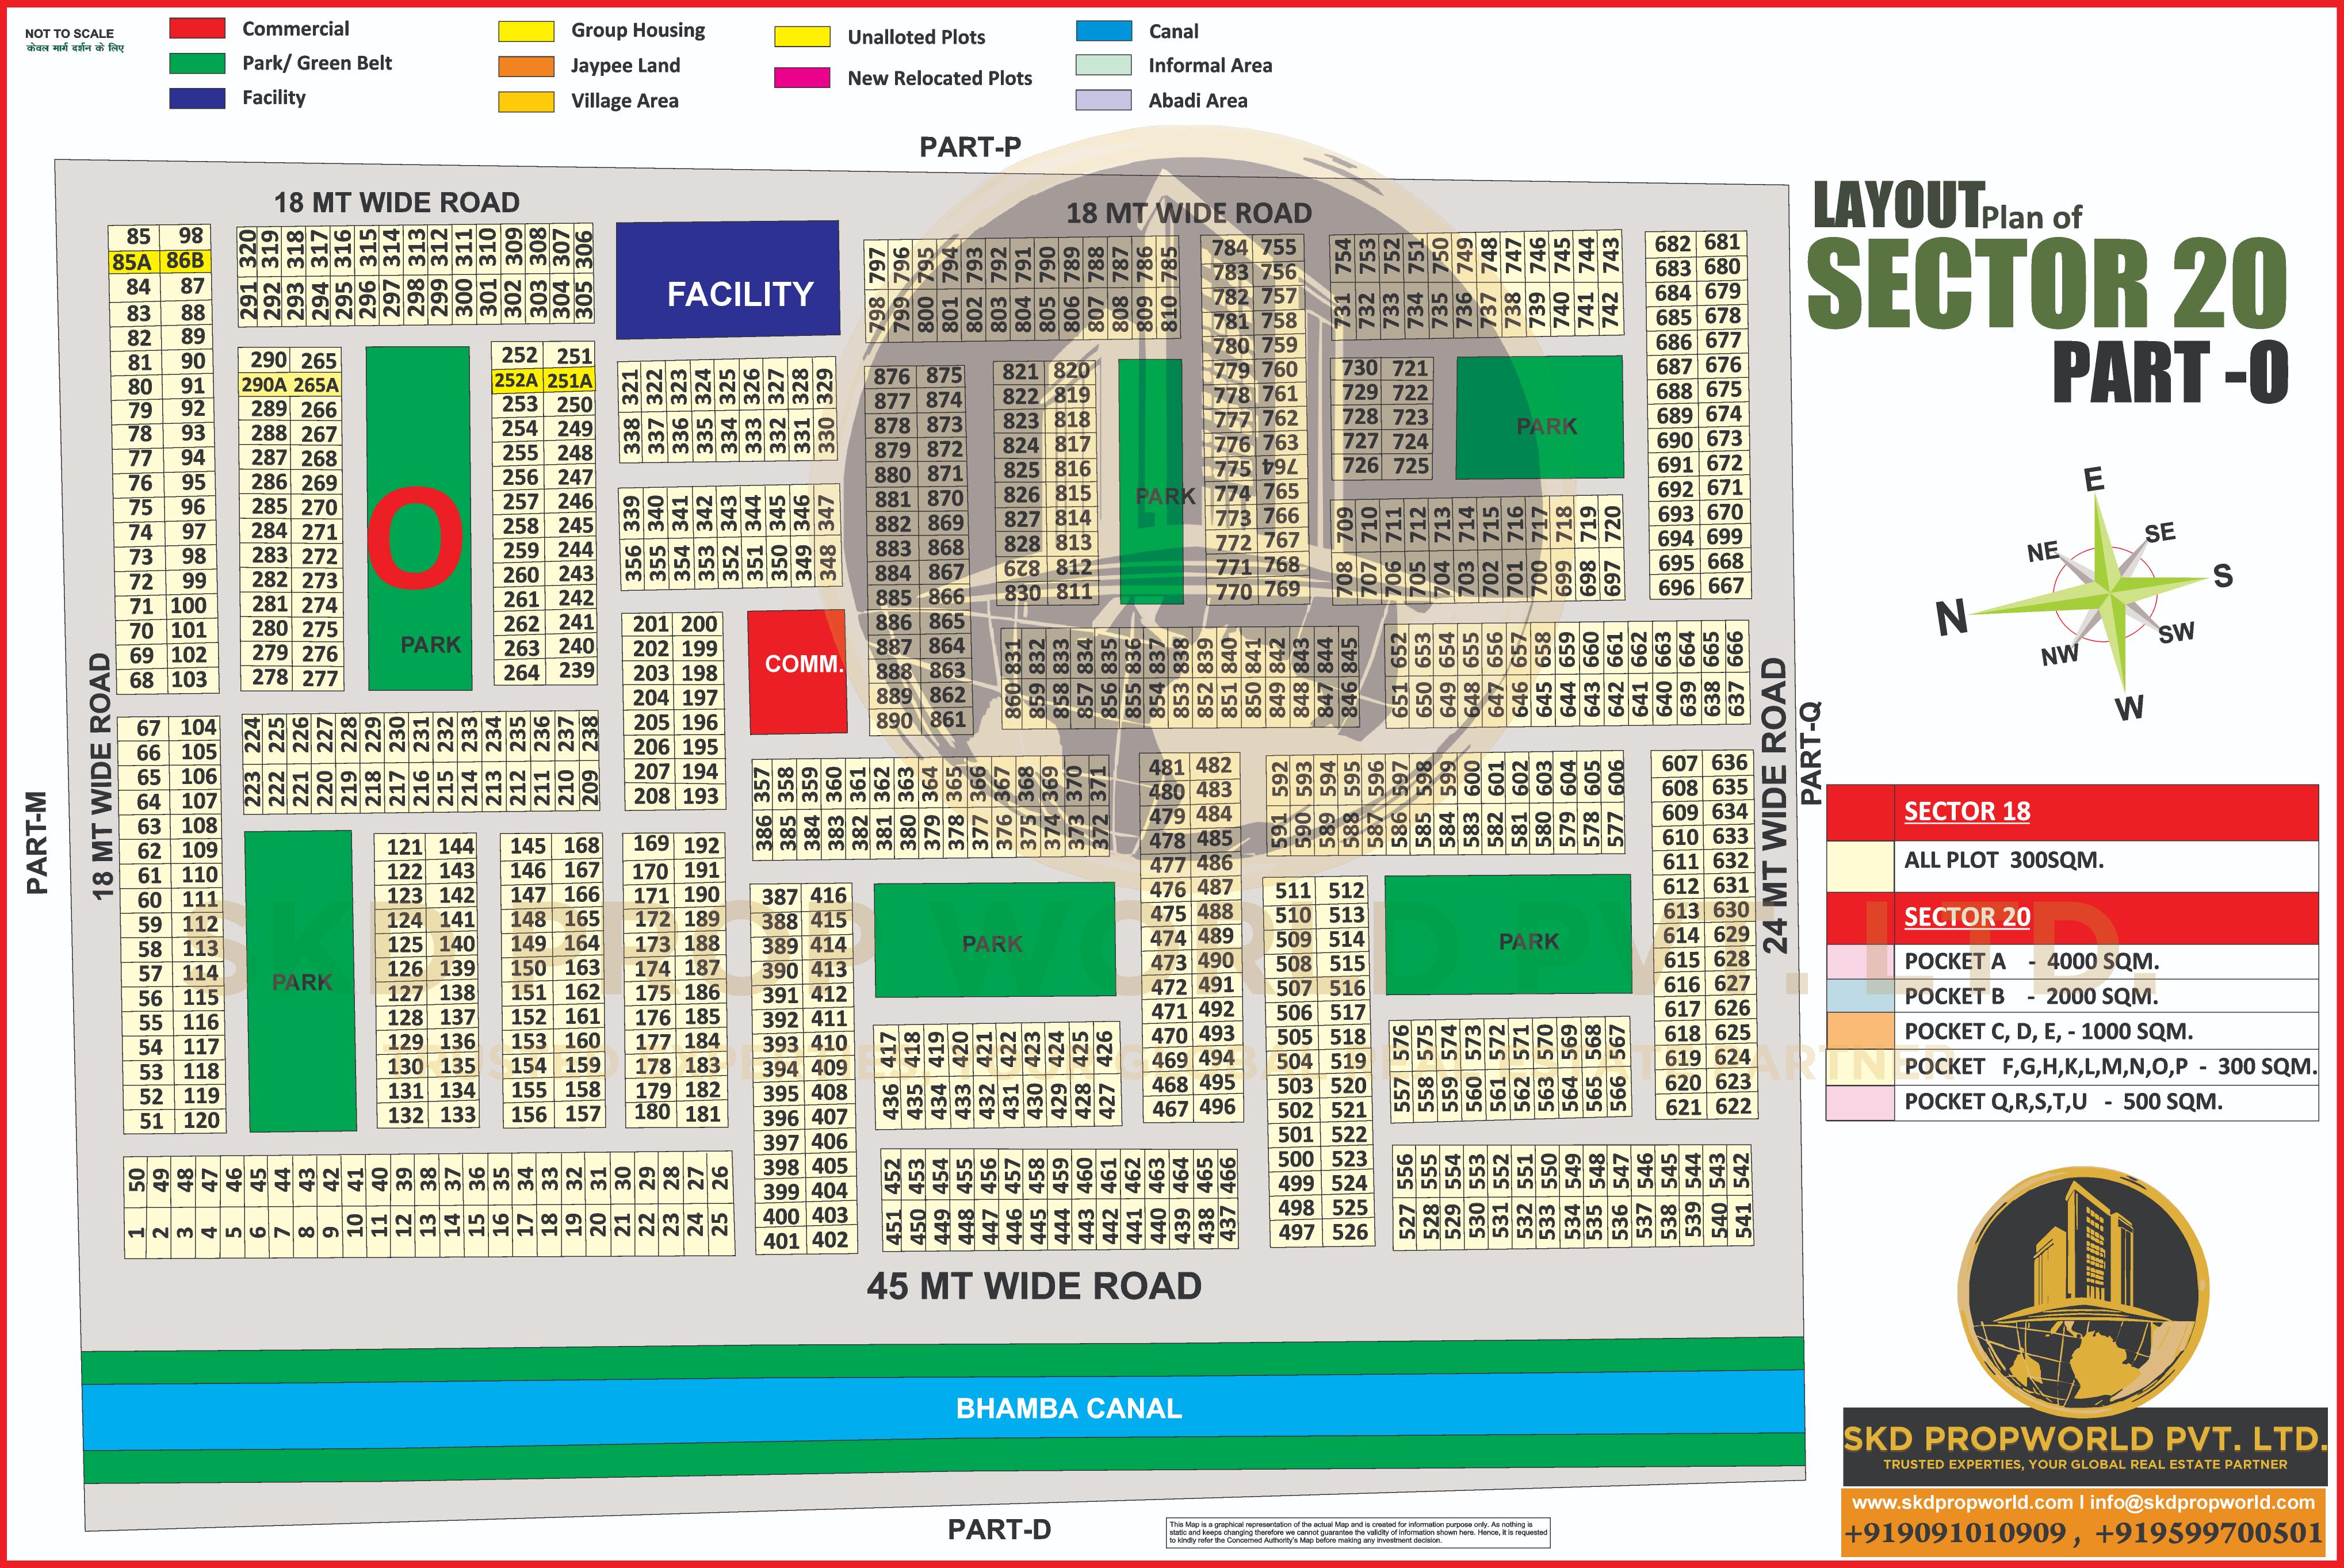 NOT TO SCALE
केवल मार्ग दर्शन के लिए
Commercial
Park/ Green Belt
Facility
Group Housing
Jaypee Land
Village Area
Unalloted Plots
New Relocated Plots
Canal
Informal Area
Abadi Area
PART-P
18 MT WIDE ROAD
18 MT WIDE ROAD
LAYOUT Plan of
SECTOR 20
PART -O
85 98
85A 86B
84 87
83 88
82 89
81 90
80 91
79 92
78 93
77 94
76 95
75 96
74 97
73 98
72 99
71 100
70 101
69 102
68 103
67 104
66 105
65 106
64 107
63 108
62 109
61 110
60 111
59 112
58 113
57 114
56 115
55 116
54 117
53 118
52 119
51 120
320 319 318 317 316 315 314 313 312 311 310 309 308 307 306
291 292 293 294 295 296 297 298 299 300 301 302 303 304 305
290 265
290A 265A
289 266
288 267
287 268
286 269
285 270
284 271
283 272
282 273
281 274
280 275
279 276
278 277
O
PARK
252 251
252A 251A
253 250
254 249
255 248
256 247
257 246
258 245
259 244
260 243
261 242
262 241
263 240
264 239
224 225 226 227 228 229 230 231 232 233 234 235 236 237 238
223 222 221 220 219 218 217 216 215 214 213 212 211 210 209
PARK
121 144
122 143
123 142
124 141
125 140
126 139
127 138
128 137
129 136
130 135
131 134
132 133
145 168
146 167
147 166
148 165
149 164
150 163
151 162
152 161
153 160
154 159
155 158
156 157
169 192
170 191
171 190
172 189
173 188
174 187
175 186
176 185
177 184
178 183
179 182
180 181
50 49 48 47 46 45 44 43 42 41 40 39 38 37 36 35 34 33 32 31 30 29 28 27 26
1 2 3 4 5 6 7 8 9 10 11 12 13 14 15 16 17 18 19 20 21 22 23 24 25
FACILITY
321 322 323 324 325 326 327 328 329
338 337 336 335 334 333 332 331 330
339 340 341 342 343 344 345 346 347
356 355 354 353 352 351 350 349 348
201 200
202 199
203 198
204 197
205 196
206 195
207 194
208 193
COMM.
797 796 795 794 793 792 791 790 789 788 787 786 785
798 799 800 801 802 803 804 805 806 807 808 809 810
876 875
877 874
878 873
879 872
880 871
881 870
882 869
883 868
884 867
885 866
886 865
887 864
888 863
889 862
890 861
821 820
822 819
823 818
824 817
825 816
826 815
827 814
828 813
829 812
830 811
PARK
784 755
783 756
782 757
781 758
780 759
779 760
778 761
777 762
776 763
775 764
774 765
773 766
772 767
771 768
770 769
754 753 752 751 750 749 748 747 746 745 744 743
731 732 733 734 735 736 737 738 739 740 741 742
730 721
729 722
728 723
727 724
726 725
PARK
709 710 711 712 713 714 715 716 717 718 719 720
708 707 706 705 704 703 702 701 700 699 698 697
682 681
683 680
684 679
685 678
686 677
687 676
688 675
689 674
690 673
691 672
692 671
693 670
694 699
695 668
696 667
831 832 833 834 835 836 837 838 839 840 841 842 843 844 845
860 859 858 857 856 855 854 853 852 851 850 849 848 847 846
652 653 654 655 656 657 658 659 660 661 662 663 664 665 666
651 650 649 648 647 646 645 644 643 642 641 640 639 638 637
357 358 359 360 361 362 363 364 365 366 367 368 369 370 371
386 385 384 383 382 381 380 379 378 377 376 375 374 373 372
387 416
388 415
389 414
390 413
391 412
392 411
393 410
394 409
395 408
396 407
397 406
398 405
399 404
400 403
401 402
PARK
417 418 419 420 421 422 423 424 425 426
436 435 434 433 432 431 430 429 428 427
452 453 454 455 456 457 458 459 460 461 462 463 464 465 466
451 450 449 448 447 446 445 444 443 442 441 440 439 438 437
481 482
480 483
479 484
478 485
477 486
476 487
475 488
474 489
473 490
472 491
471 492
470 493
469 494
468 495
467 496
592 593 594 595 596 597 598 599 600 601 602 603 604 605 606
591 590 589 588 587 586 585 584 583 582 581 580 579 578 577
511 512
510 513
509 514
508 515
507 516
506 517
505 518
504 519
503 520
502 521
501 522
500 523
499 524
498 525
497 526
PARK
576 575 574 573 572 571 570 569 568 567
557 558 559 560 561 562 563 564 565 566
556 555 554 553 552 551 550 549 548 547 546 545 544 543 542
527 528 529 530 531 532 533 534 535 536 537 538 539 540 541
607 636
608 635
609 634
610 633
611 632
612 631
613 630
614 629
615 628
616 627
617 626
618 625
619 624
620 623
621 622
PART-M
18 MT WIDE ROAD
24 MT WIDE ROAD
PART-Q
45 MT WIDE ROAD
BHAMBA CANAL
PART-D
SKD PROP WORLD PVT. LTD.
TRUSTED EXPERTIES, YOUR GLOBAL REAL ESTATE PARTNER
E
NE SE
N S
NW SW
W
SECTOR 18
ALL PLOT 300SQM.
SECTOR 20
POCKET A - 4000 SQM.
POCKET B - 2000 SQM.
POCKET C, D, E, - 1000 SQM.
POCKET F,G,H,K,L,M,N,O,P - 300 SQM.
POCKET Q,R,S,T,U - 500 SQM.
SKD PROPWORLD PVT. LTD.
TRUSTED EXPERTIES, YOUR GLOBAL REAL ESTATE PARTNER
www.skdpropworld.com I info@skdpropworld.com
+919091010909 , +919599700501
This Map is a graphical representation of the actual Map and is created for information purpose only. As nothing is
static and keeps changing therefore we cannot guarantee the validity of information shown here. Hence, it is requested
to kindly refer the Concerned Authority's Map before making any investment decision.